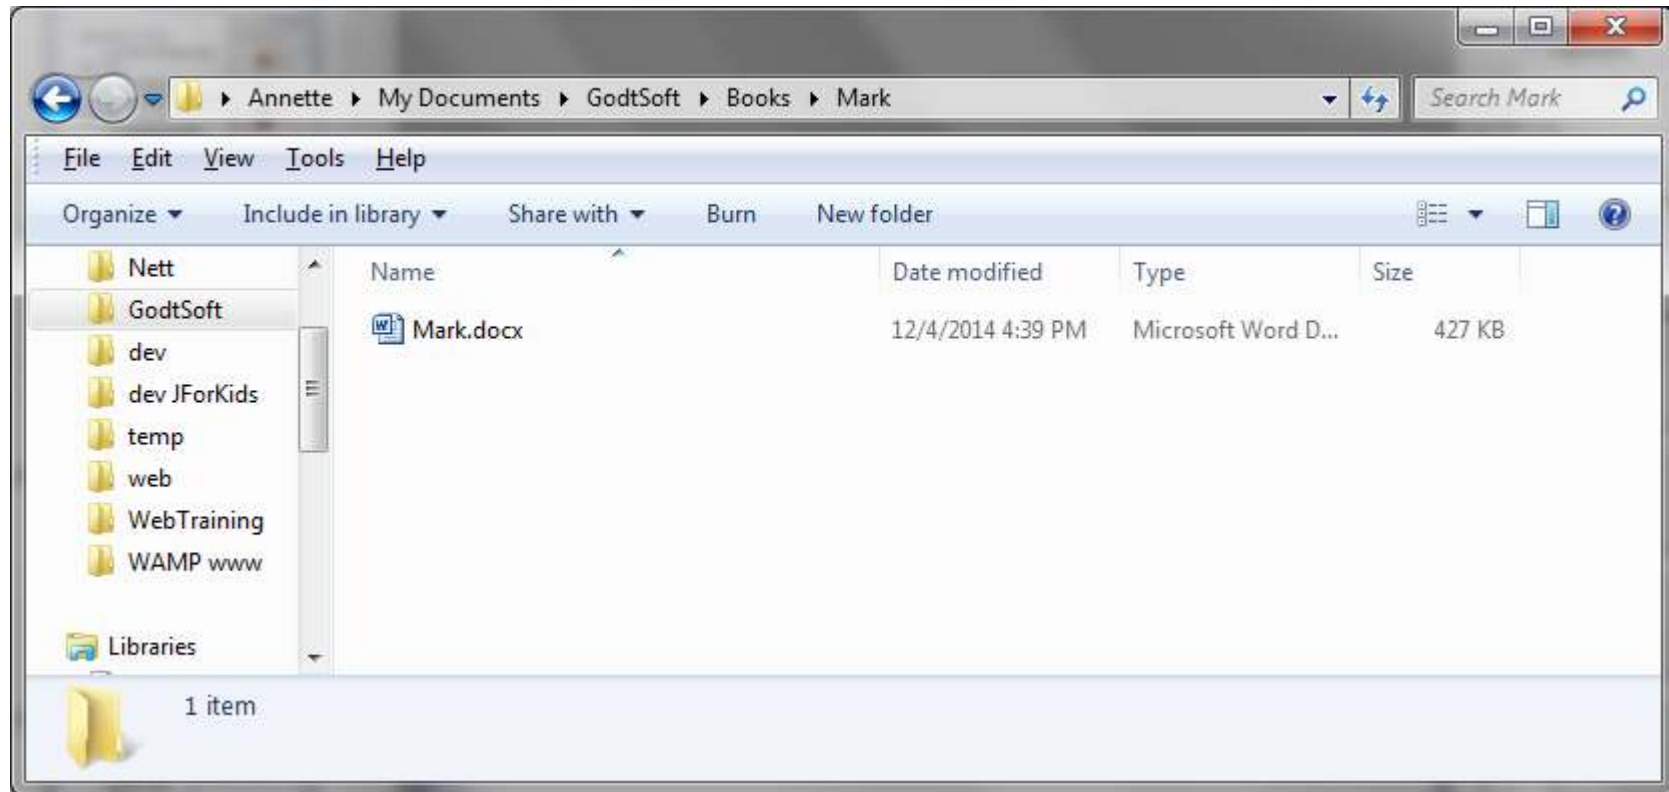 Annette ▸ My Documents ▸ GodtSoft ▸ Books ▸ Mark Search Mark
File Edit View Tools Help
Organize Include in library Share with Burn New folder
Nett
GodtSoft
dev
dev JForKids
temp
web
WebTraining
WAMP www
Libraries
Name Date modified Type Size
Mark.docx 12/4/2014 4:39 PM Microsoft Word D... 427 KB
1 item